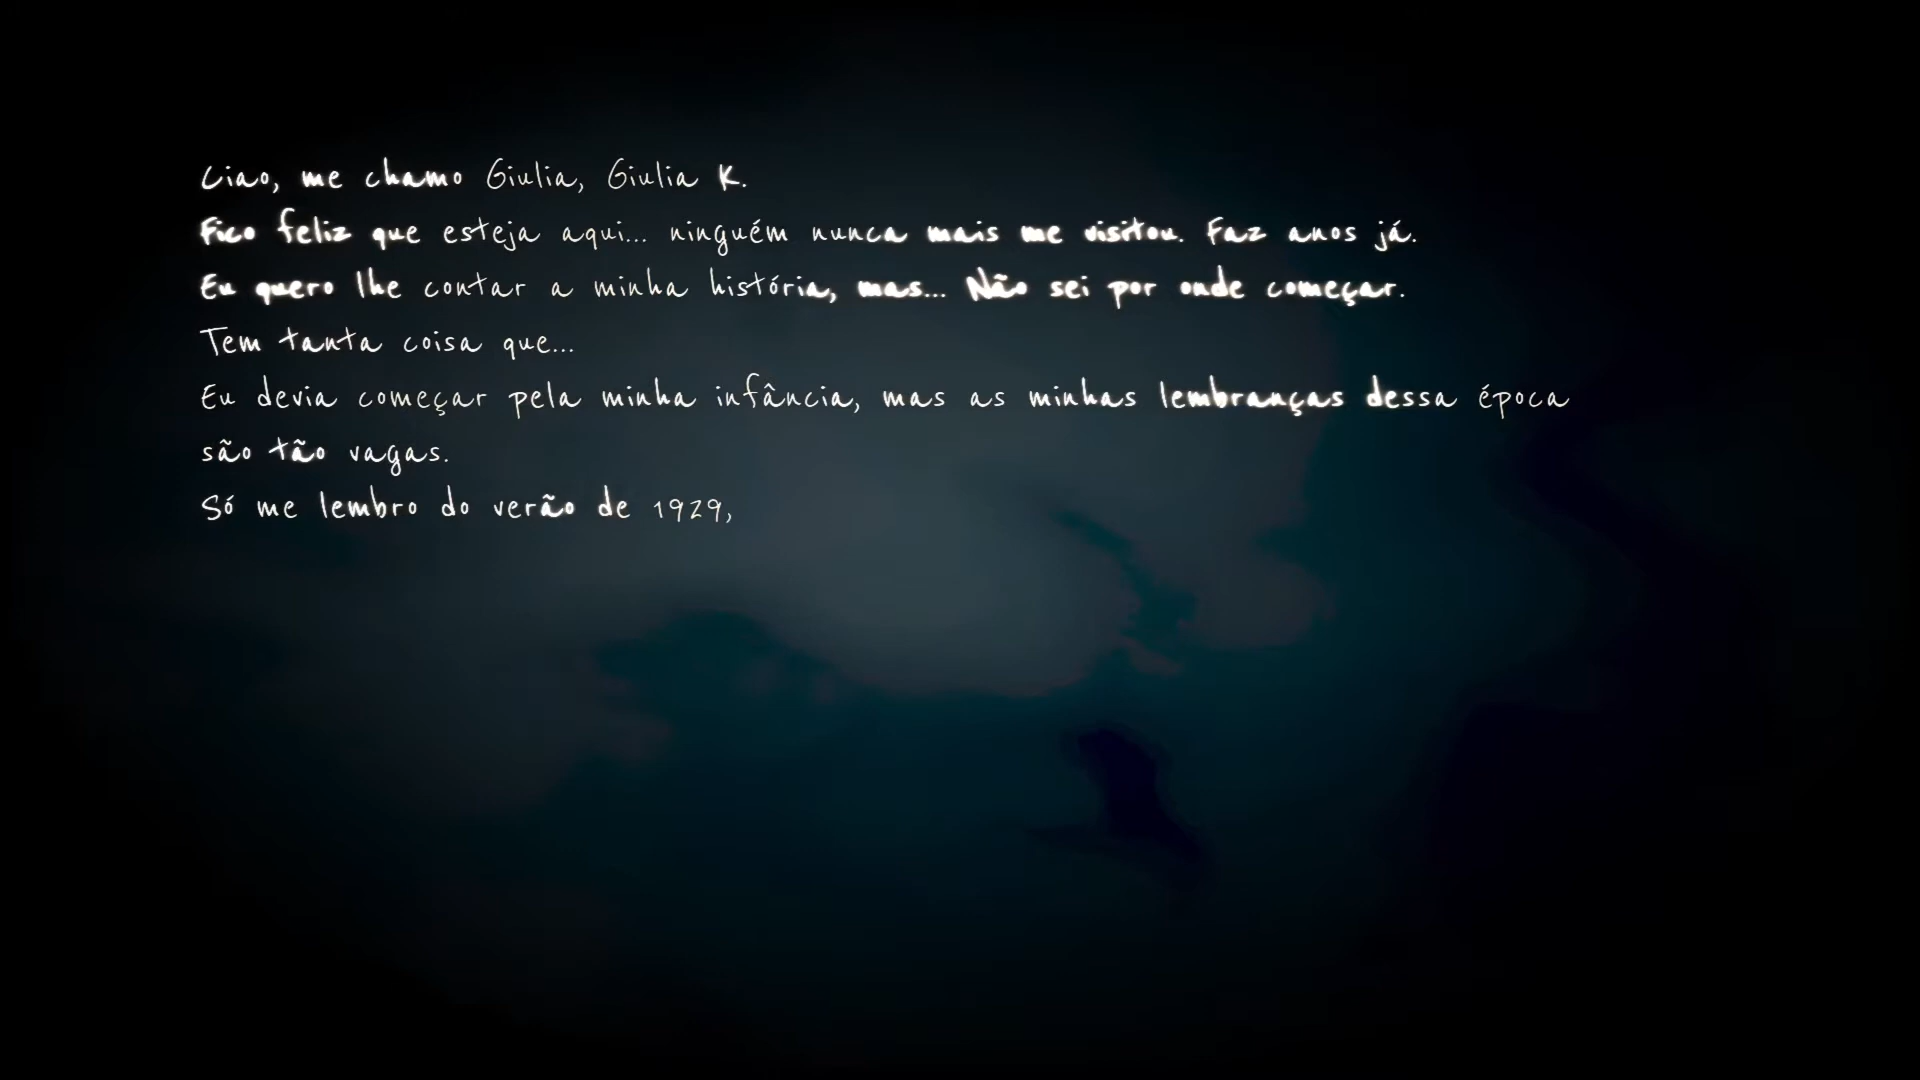 Ciao, me chamo Giulia, Giulia K.
Fico feliz que esteja aqui... ninguém nunca mais me visitou. Faz anos já.
Eu quero lhe contar a minha história, mas... Não sei por onde começar.
Tem tanta coisa que...
Eu devia começar pela minha infância, mas as minhas lembranças dessa época
são tão vagas.
Só me lembro do verão de 1929,